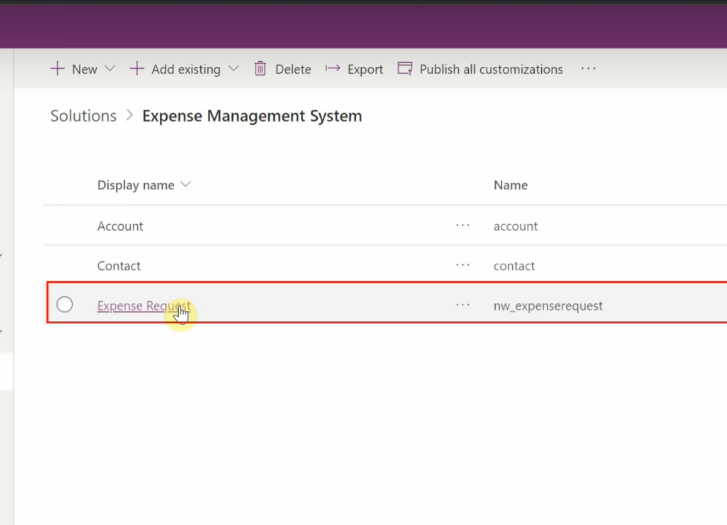 New Add existing Delete Export Publish all customizations ···
Solutions > Expense Management System
Display name Name
Account ··· account
Contact ··· contact
Expense Request ··· nw_expenserequest